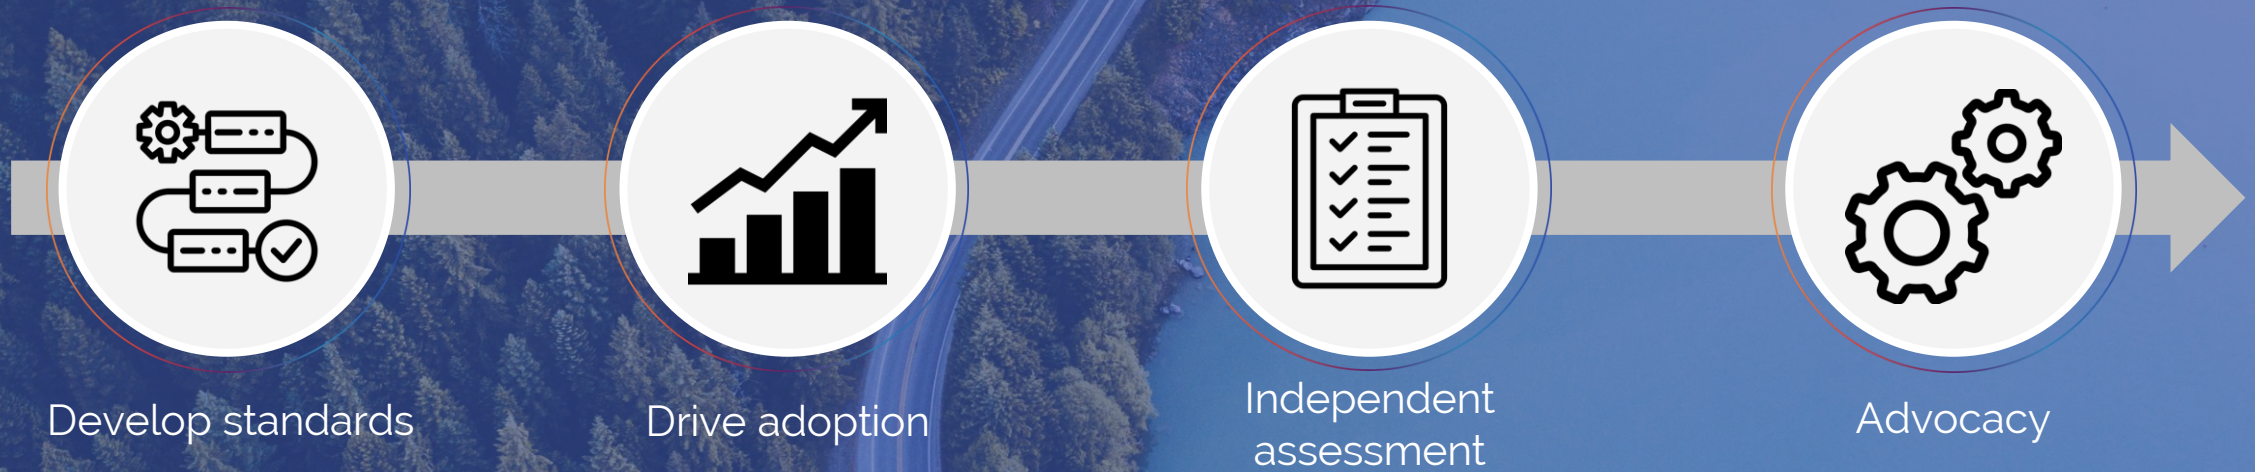 Develop standards
Drive adoption
Independent
assessment
Advocacy